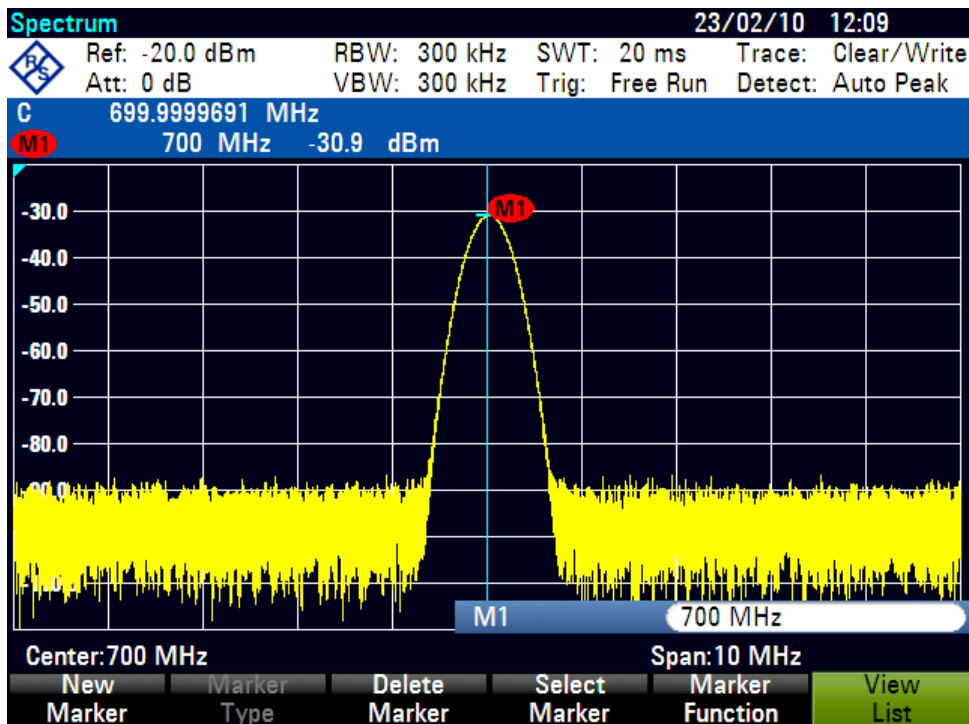 Spectrum 23/02/10 12:09
R&S Ref: -20.0 dBm RBW: 300 kHz SWT: 20 ms Trace: Clear/Write
Att: 0 dB VBW: 300 kHz Trig: Free Run Detect: Auto Peak
C 699.9999691 MHz
M1 700 MHz -30.9 dBm
M1
-30.0
-40.0
-50.0
-60.0
-70.0
-80.0
M1 700 MHz
Center:700 MHz Span:10 MHz
New Marker Delete Select Marker View
Marker Type Marker Marker Function List